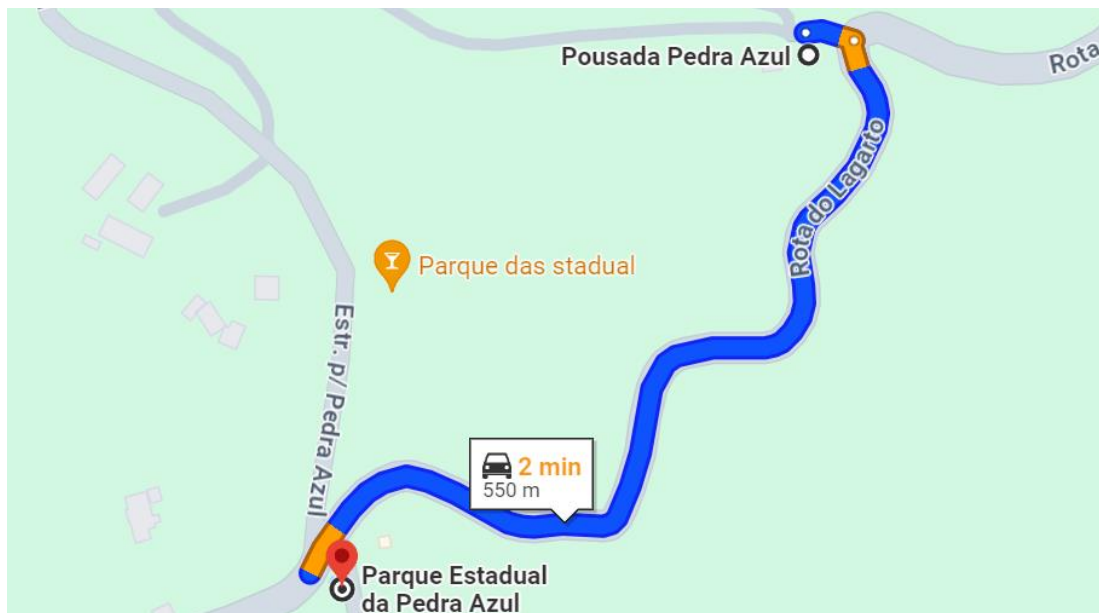 Pousada Pedra Azul
Rota
Rota do Lagarto
Parque das stadual
Estr. p/ Pedra Azul
2 min
550 m
Parque Estadual
da Pedra Azul